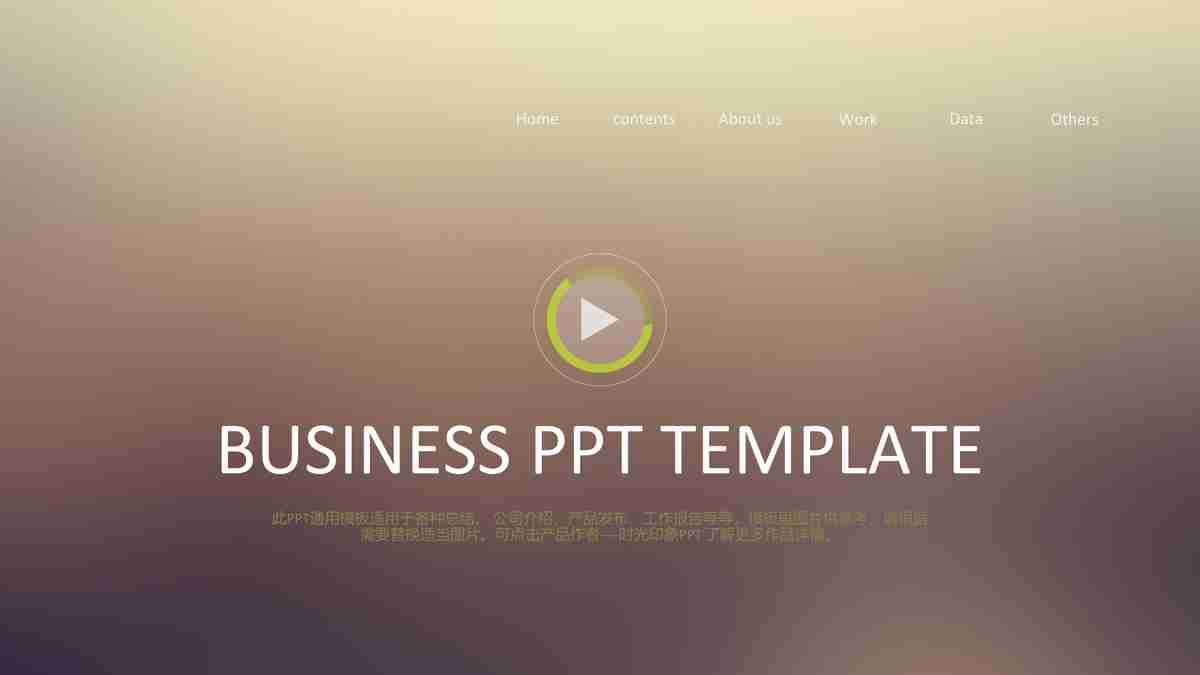 Home contents About us Work Data Others
BUSINESS PPT TEMPLATE
此PPT通用模板适用于各种总结、公司介绍、产品发布、工作报告等等，模板里图片供参考，请根据
需要替换适当图片。可点击产品作者—时光印象PPT了解更多作品详情。